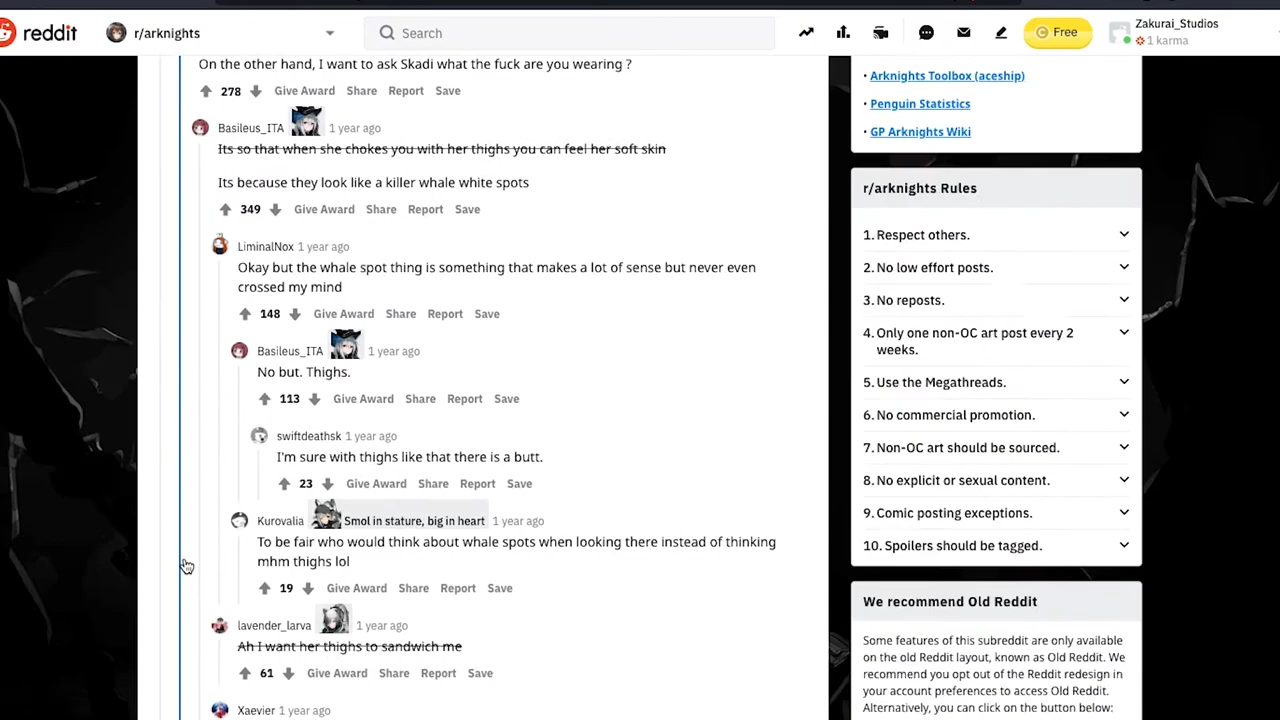 reddit
r/arknights
Search
Free
Zakurai_Studios
1 karma
On the other hand, I want to ask Skadi what the fuck are you wearing ?
278 Give Award Share Report Save
Basileus_ITA 1 year ago
Its so that when she chokes you with her thighs you can feel her soft skin
Its because they look like a killer whale white spots
349 Give Award Share Report Save
LiminalNox 1 year ago
Okay but the whale spot thing is something that makes a lot of sense but never even
crossed my mind
148 Give Award Share Report Save
Basileus_ITA 1 year ago
No but. Thighs.
113 Give Award Share Report Save
swiftdeathsk 1 year ago
I'm sure with thighs like that there is a butt.
23 Give Award Share Report Save
Kurovalia Smol in stature, big in heart 1 year ago
To be fair who would think about whale spots when looking there instead of thinking
mhm thighs lol
19 Give Award Share Report Save
lavender_larva 1 year ago
Ah I want her thighs to sandwich me
61 Give Award Share Report Save
Xaevier 1 year ago
• Arknights Toolbox (aceship)
• Penguin Statistics
• GP Arknights Wiki
r/arknights Rules
1. Respect others.
2. No low effort posts.
3. No reposts.
4. Only one non-OC art post every 2
weeks.
5. Use the Megathreads.
6. No commercial promotion.
7. Non-OC art should be sourced.
8. No explicit or sexual content.
9. Comic posting exceptions.
10. Spoilers should be tagged.
We recommend Old Reddit
Some features of this subreddit are only available
on the old Reddit layout, known as Old Reddit. We
recommend you opt out of the Reddit redesign in
your account preferences to access Old Reddit.
Alternatively, you can click on the button below: